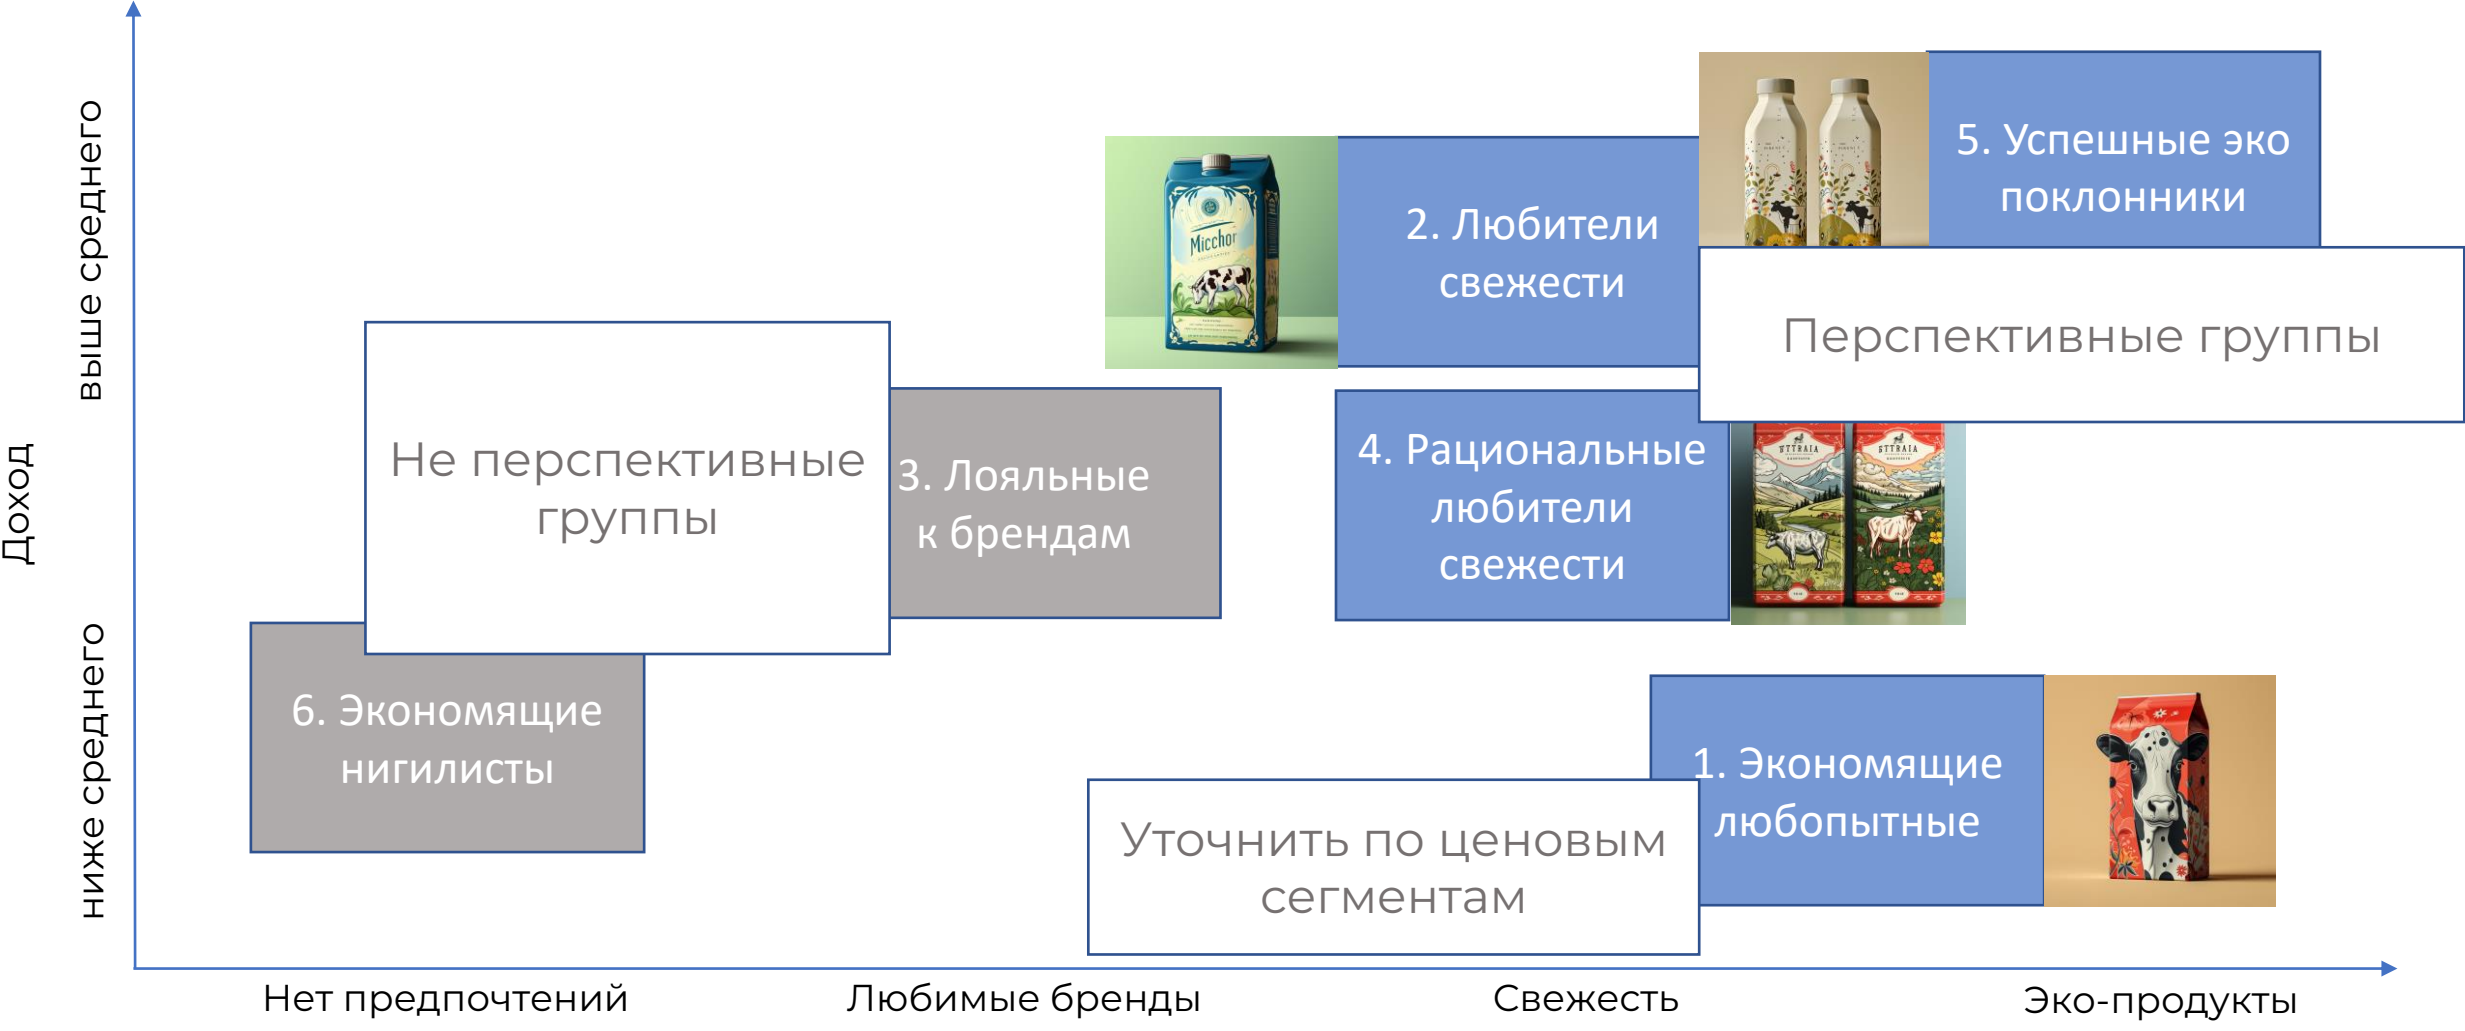 выше среднего
Доход
ниже среднего
5. Успешные эко
поклонники
2. Любители
свежести
Micchor
Перспективные группы
Не перспективные
группы
3. Лояльные
к брендам
4. Рациональные
любители
свежести
6. Экономящие
нигилисты
1. Экономящие
любопытные
Уточнить по ценовым
сегментам
Нет предпочтений
Любимые бренды
Свежесть
Эко-продукты